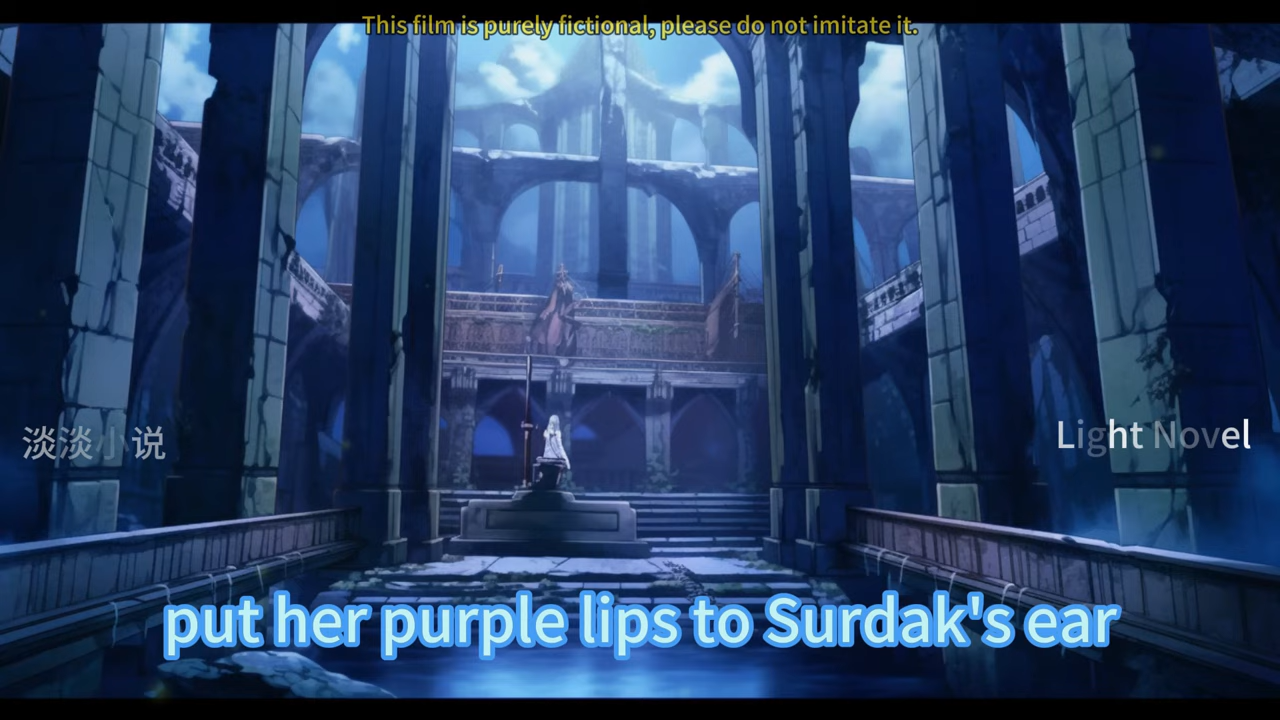 This film is purely fictional, please do not imitate it.
淡淡小说
Light Novel
put her purple lips to Surdak's ear